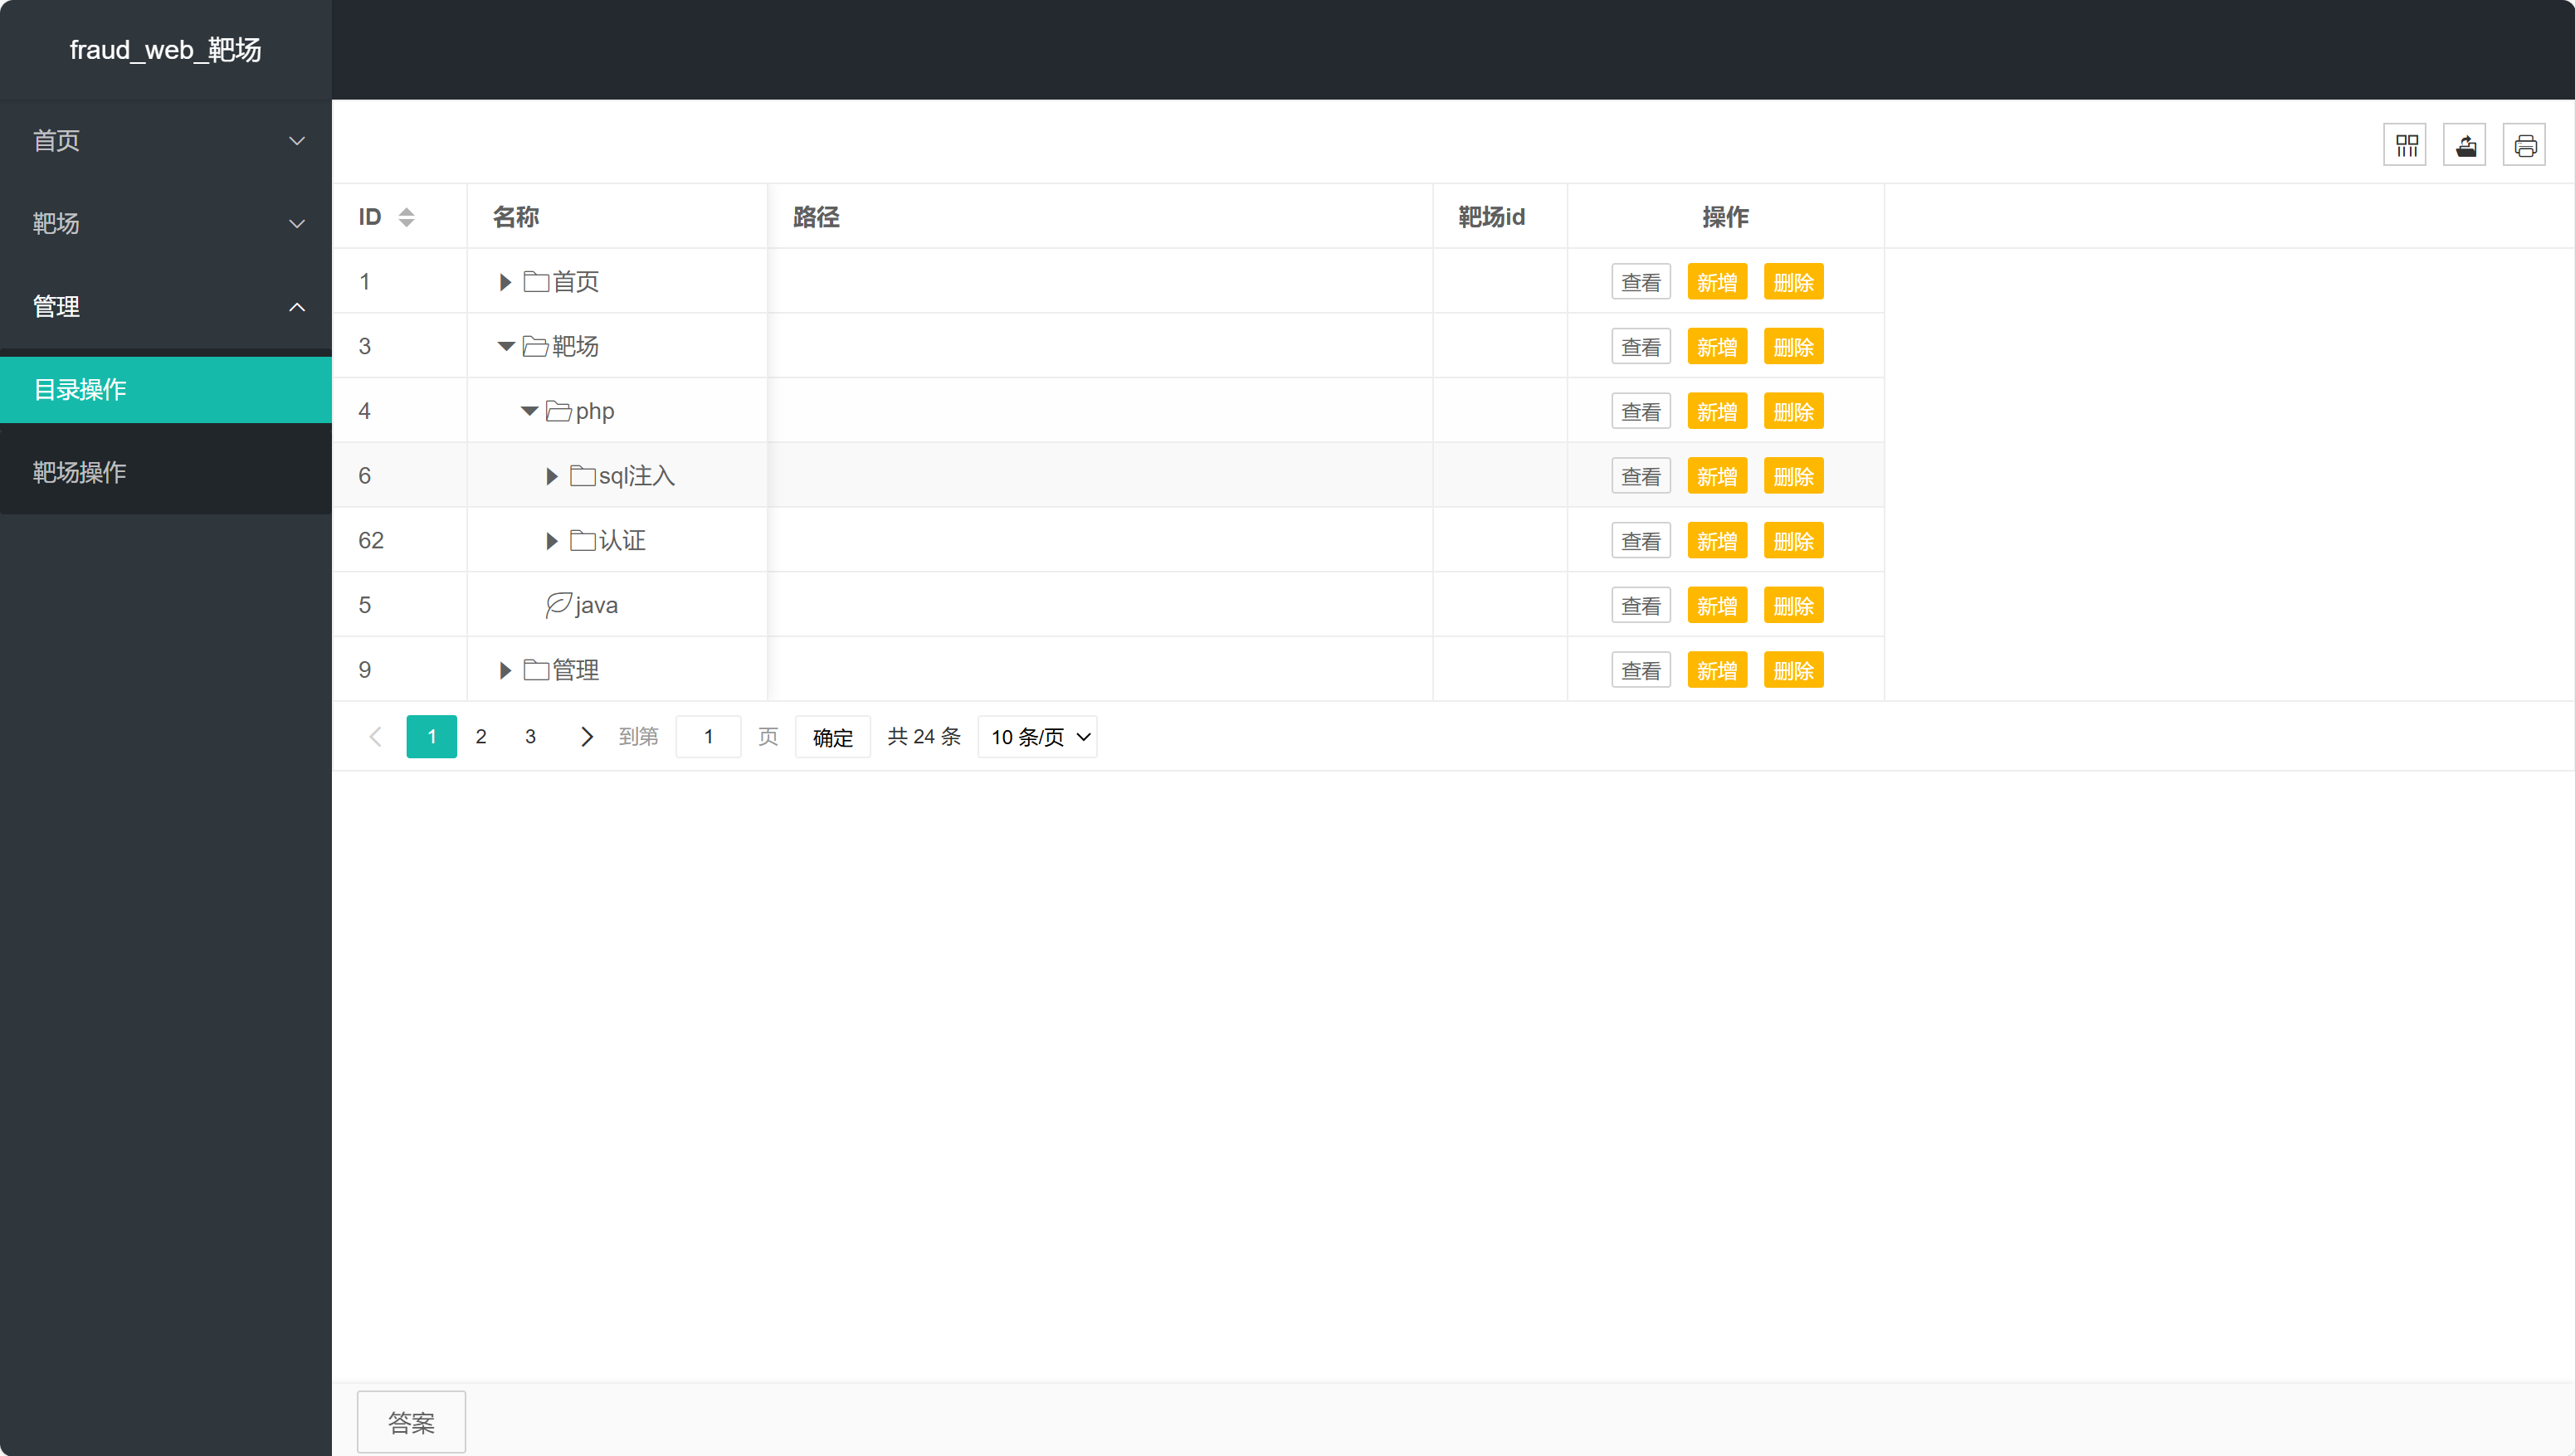 fraud_web_靶场
首页
靶场
管理
目录操作
靶场操作
ID 名称 路径 靶场id 操作
1 首页 查看 新增 删除
3 靶场 查看 新增 删除
4 php 查看 新增 删除
6 sql注入 查看 新增 删除
62 认证 查看 新增 删除
5 java 查看 新增 删除
9 管理 查看 新增 删除
1 2 3 到第 1 页 确定 共 24 条 10 条/页
答案